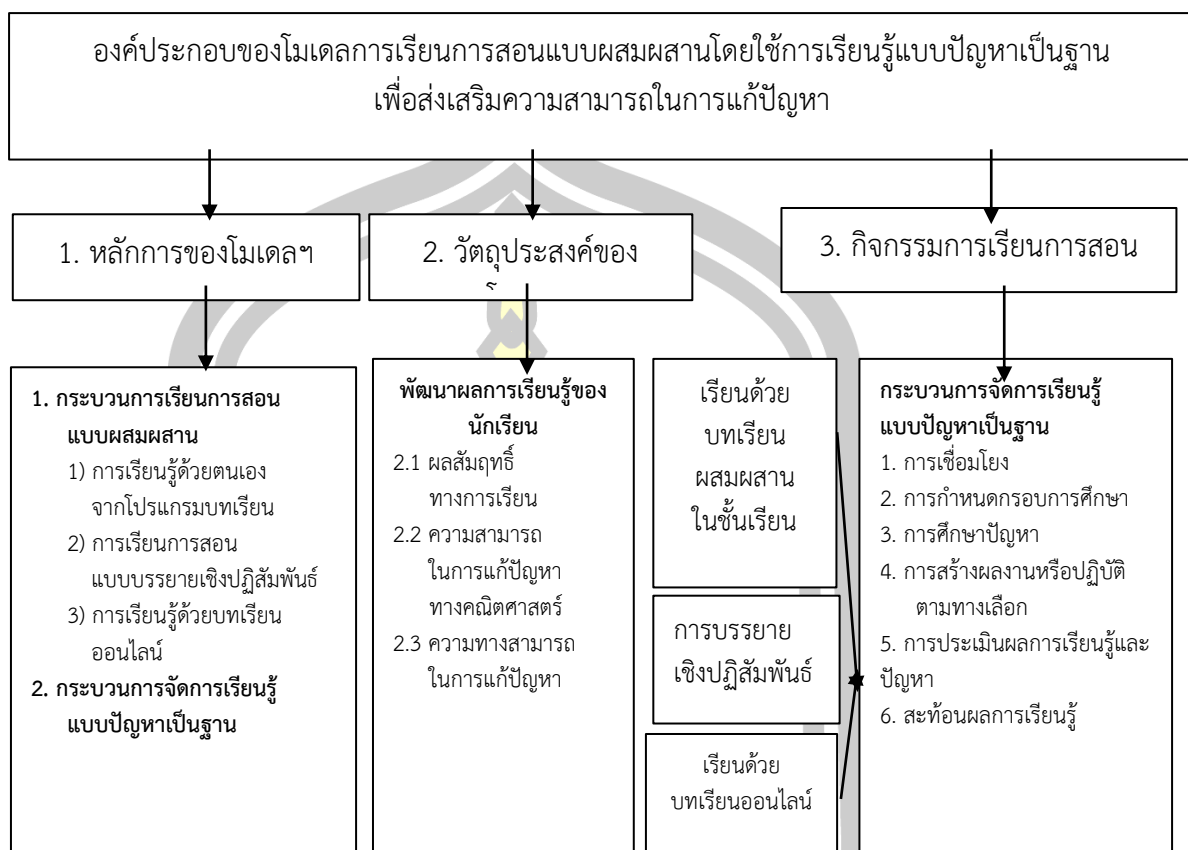 องค์ประกอบของโมเดลการเรียนการสอนแบบผสมผสานโดยใช้การเรียนรู้แบบปัญหาเป็นฐาน
เพื่อส่งเสริมความสามารถในการแก้ปัญหา
1. หลักการของโมเดลฯ
2. วัตถุประสงค์ของ
3. กิจกรรมการเรียนการสอน
1. กระบวนการเรียนการสอน
แบบผสมผสาน
1) การเรียนรู้ด้วยตนเอง
จากโปรแกรมบทเรียน
2) การเรียนการสอน
แบบบรรยายเชิงปฏิสัมพันธ์
3) การเรียนรู้ด้วยบทเรียน
ออนไลน์
2. กระบวนการจัดการเรียนรู้
แบบปัญหาเป็นฐาน
พัฒนาผลการเรียนรู้ของ
นักเรียน
2.1 ผลสัมฤทธิ์
ทางการเรียน
2.2 ความสามารถ
ในการแก้ปัญหา
ทางคณิตศาสตร์
2.3 ความทางสามารถ
ในการแก้ปัญหา
เรียนด้วย
บทเรียน
ผสมผสาน
ในชั้นเรียน
การบรรยาย
เชิงปฏิสัมพันธ์
เรียนด้วย
บทเรียนออนไลน์
กระบวนการจัดการเรียนรู้
แบบปัญหาเป็นฐาน
1. การเชื่อมโยง
2. การกำหนดกรอบการศึกษา
3. การศึกษาปัญหา
4. การสร้างผลงานหรือปฏิบัติ
ตามทางเลือก
5. การประเมินผลการเรียนรู้และ
ปัญหา
6. สะท้อนผลการเรียนรู้